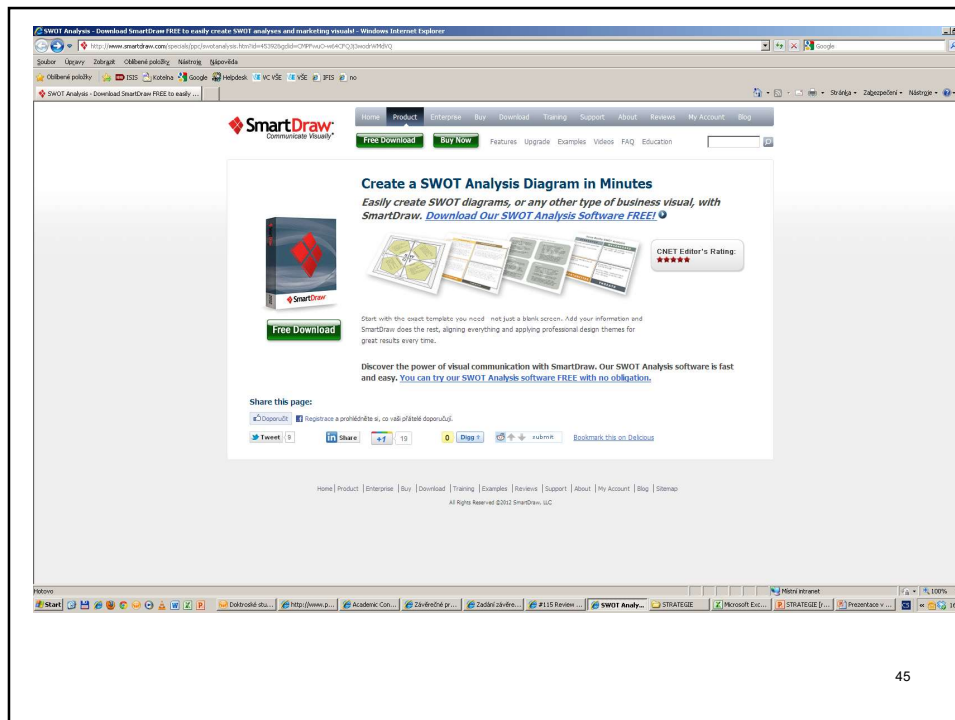 SWOT Analysis - Download SmartDraw FREE to easily create SWOT analyses and marketing visuals! - Windows Internet Explorer
Google
Soubor Úpravy Zobrazit Oblíbené položky Nástroje Nápověda
Oblíbené položky ISIS Kotelna Google Helpdesk VC VŠE VŠE IFIS no
SWOT Analysis - Download SmartDraw FREE to easily ...
Stránka Zabezpečení Nástroje
SmartDraw
Communicate Visually
Home Product Enterprise Buy Download Training Support About Reviews My Account Blog
Free Download Buy Now Features Upgrade Examples Videos FAQ Education
Create a SWOT Analysis Diagram in Minutes
Easily create SWOT diagrams, or any other type of business visual, with
SmartDraw. Download Our SWOT Analysis Software FREE!
CNET Editor's Rating:
SmartDraw
Free Download
Start with the exact template you need not just a blank screen. Add your information and
SmartDraw does the rest, aligning everything and applying professional design themes for
great results every time.
Discover the power of visual communication with SmartDraw. Our SWOT Analysis software is fast
and easy. You can try our SWOT Analysis software FREE with no obligation.
Share this page:
Doporučit Registrace a prohlédněte si, co vaši přátelé doporučují.
Tweet 9 in Share +1 19 0 Digg submit Bookmark this on Delicious
Home | Product | Enterprise | Buy | Download | Training | Examples | Reviews | Support | About | My Account | Blog | Sitemap
All Rights Reserved ©2012 SmartDraw, LLC
Hotovo Místní intranet 100%
Start Doktroské stu... http://www.p... Academic Con... Závěrečné pr... Zadání závěre... #115 Review ... SWOT Analy... STRATEGIE Microsoft Exc... STRATEGIE [r... Prezentace v ... CS
45